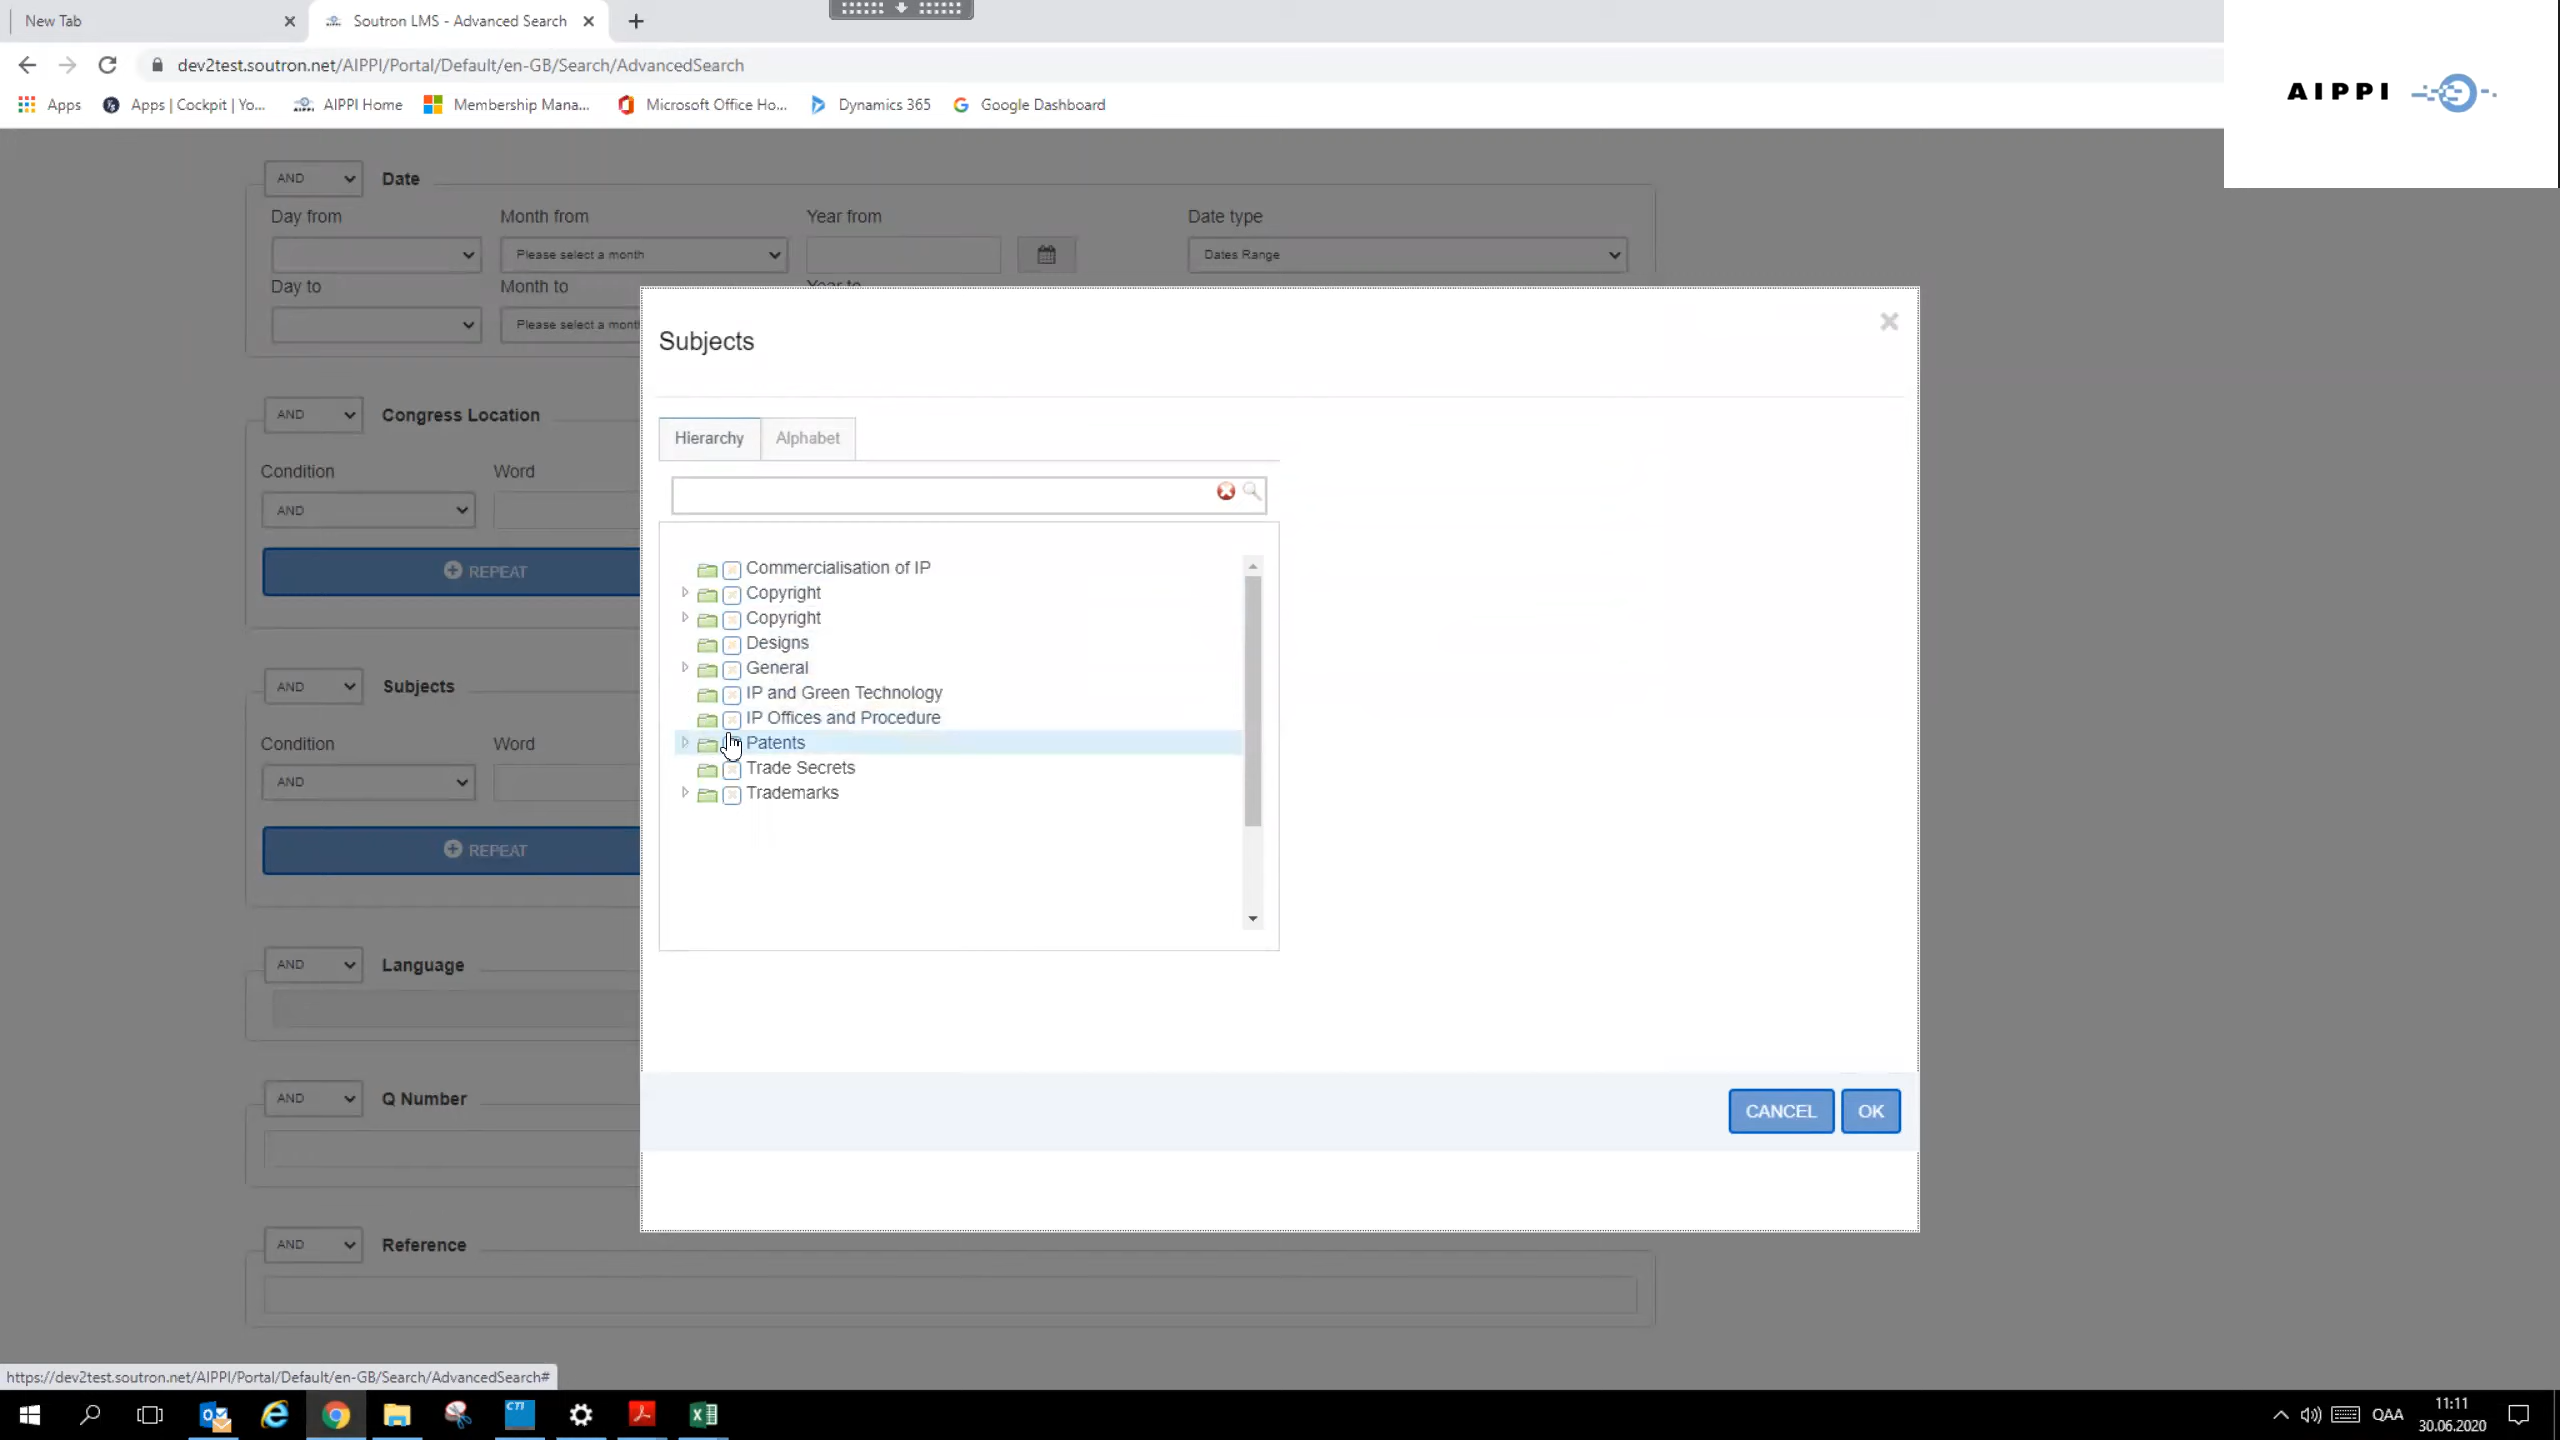 New Tab
Soutron LMS - Advanced Search
dev2test.soutron.net/AIPPI/Portal/Default/en-GB/Search/AdvancedSearch
Apps
Apps | Cockpit | Yo...
AIPPI Home
Membership Mana...
Microsoft Office Ho...
Dynamics 365
Google Dashboard
AIPPI
AND
Date
Day from
Month from
Year from
Date type
Please select a month
Dates Range
Day to
Month to
Year to
Please select a mont
AND
Congress Location
Condition
Word
AND
REPEAT
AND
Subjects
Condition
Word
AND
REPEAT
AND
Language
AND
Q Number
AND
Reference
Subjects
Hierarchy
Alphabet
Commercialisation of IP
Copyright
Copyright
Designs
General
IP and Green Technology
IP Offices and Procedure
Patents
Trade Secrets
Trademarks
CANCEL
OK
https://dev2test.soutron.net/AIPPI/Portal/Default/en-GB/Search/AdvancedSearch#
CTI
QAA
11:11
30.06.2020